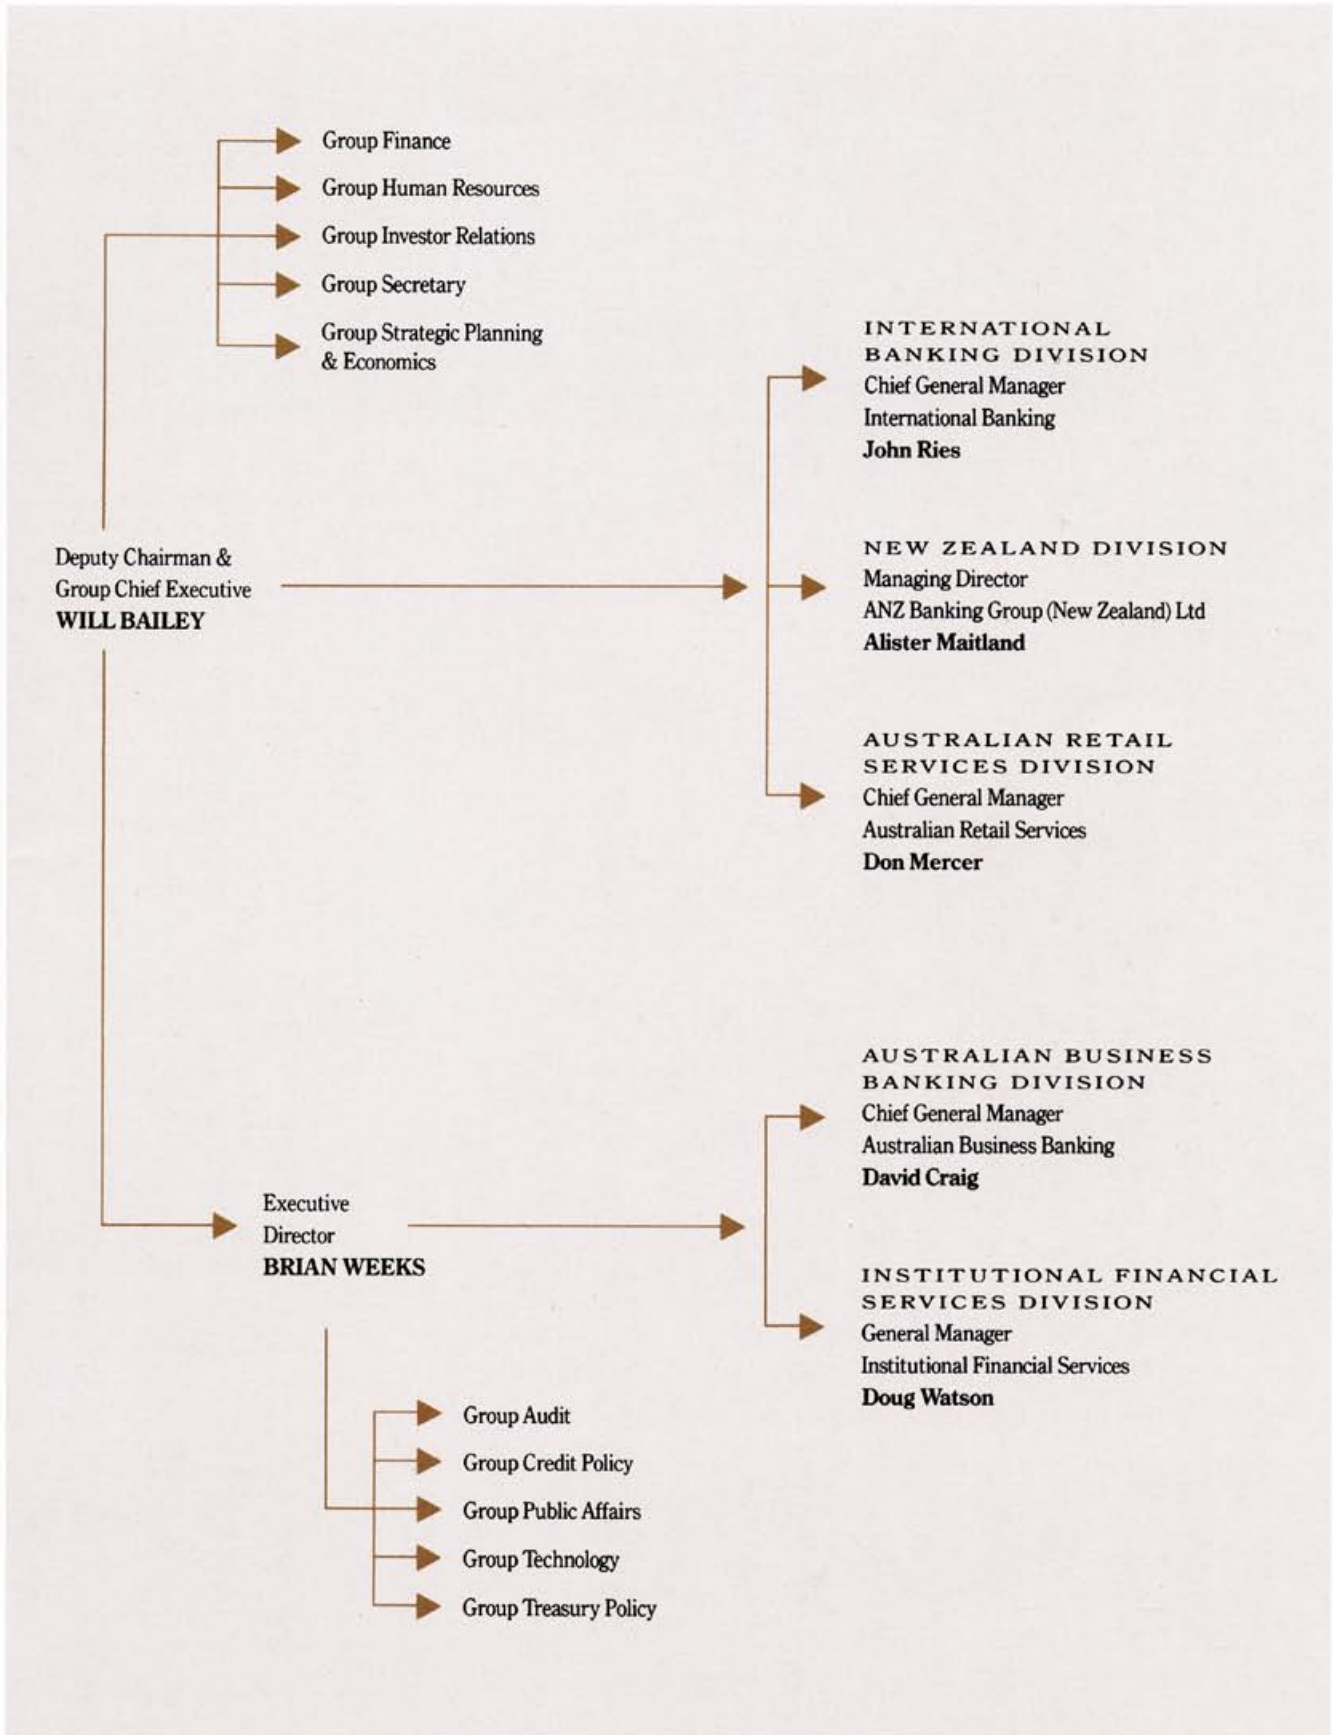 Group Finance
Group Human Resources
Group Investor Relations
Group Secretary
Group Strategic Planning
& Economics
Deputy Chairman &
Group Chief Executive
WILL BAILEY
INTERNATIONAL
BANKING DIVISION
Chief General Manager
International Banking
John Ries
NEW ZEALAND DIVISION
Managing Director
ANZ Banking Group (New Zealand) Ltd
Alister Maitland
AUSTRALIAN RETAIL
SERVICES DIVISION
Chief General Manager
Australian Retail Services
Don Mercer
Executive
Director
BRIAN WEEKS
AUSTRALIAN BUSINESS
BANKING DIVISION
Chief General Manager
Australian Business Banking
David Craig
INSTITUTIONAL FINANCIAL
SERVICES DIVISION
General Manager
Institutional Financial Services
Doug Watson
Group Audit
Group Credit Policy
Group Public Affairs
Group Technology
Group Treasury Policy